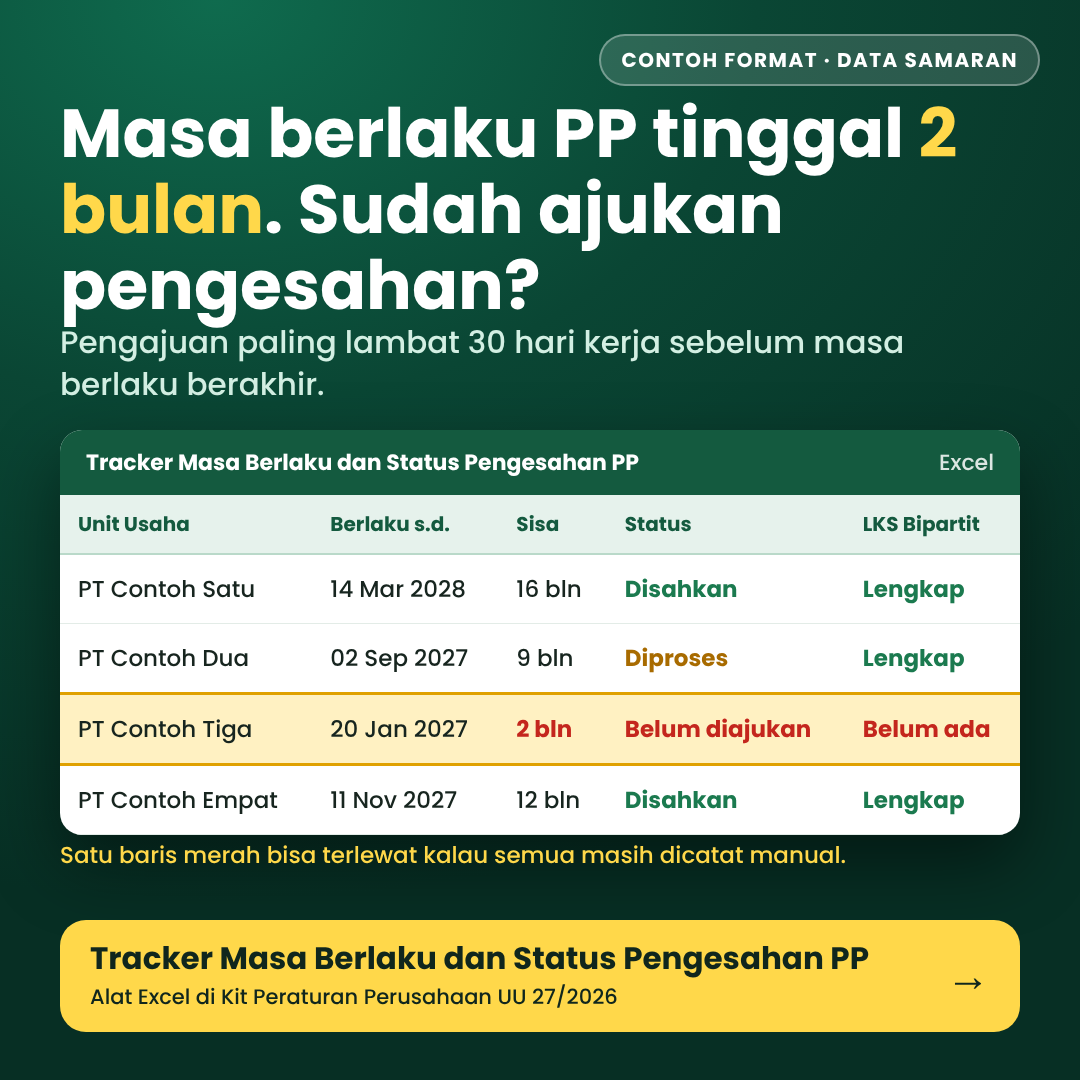 CONTOH FORMAT · DATA SAMARAN
Masa berlaku PP tinggal 2
bulan. Sudah ajukan
pengesahan?
Pengajuan paling lambat 30 hari kerja sebelum masa
berlaku berakhir.
Tracker Masa Berlaku dan Status Pengesahan PP Excel
Unit Usaha Berlaku s.d. Sisa Status LKS Bipartit
PT Contoh Satu 14 Mar 2028 16 bln Disahkan Lengkap
PT Contoh Dua 02 Sep 2027 9 bln Diproses Lengkap
PT Contoh Tiga 20 Jan 2027 2 bln Belum diajukan Belum ada
PT Contoh Empat 11 Nov 2027 12 bln Disahkan Lengkap
Satu baris merah bisa terlewat kalau semua masih dicatat manual.
Tracker Masa Berlaku dan Status Pengesahan PP
Alat Excel di Kit Peraturan Perusahaan UU 27/2026
→